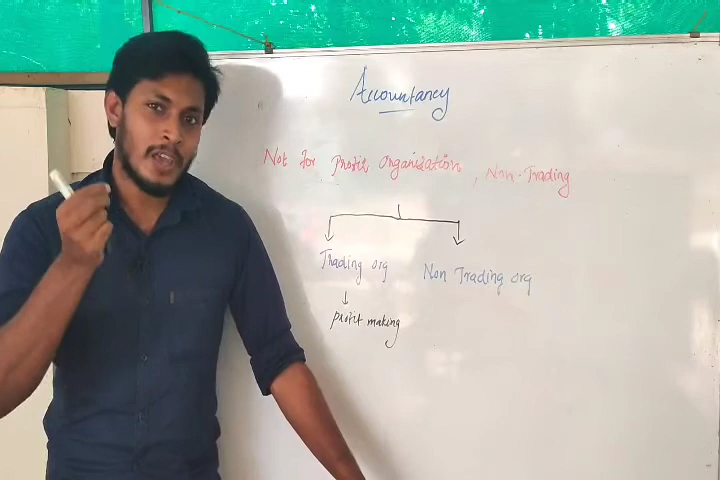 Accountancy
Not for Profit Organisation, Non-Trading
Trading org Non Trading org
profit making